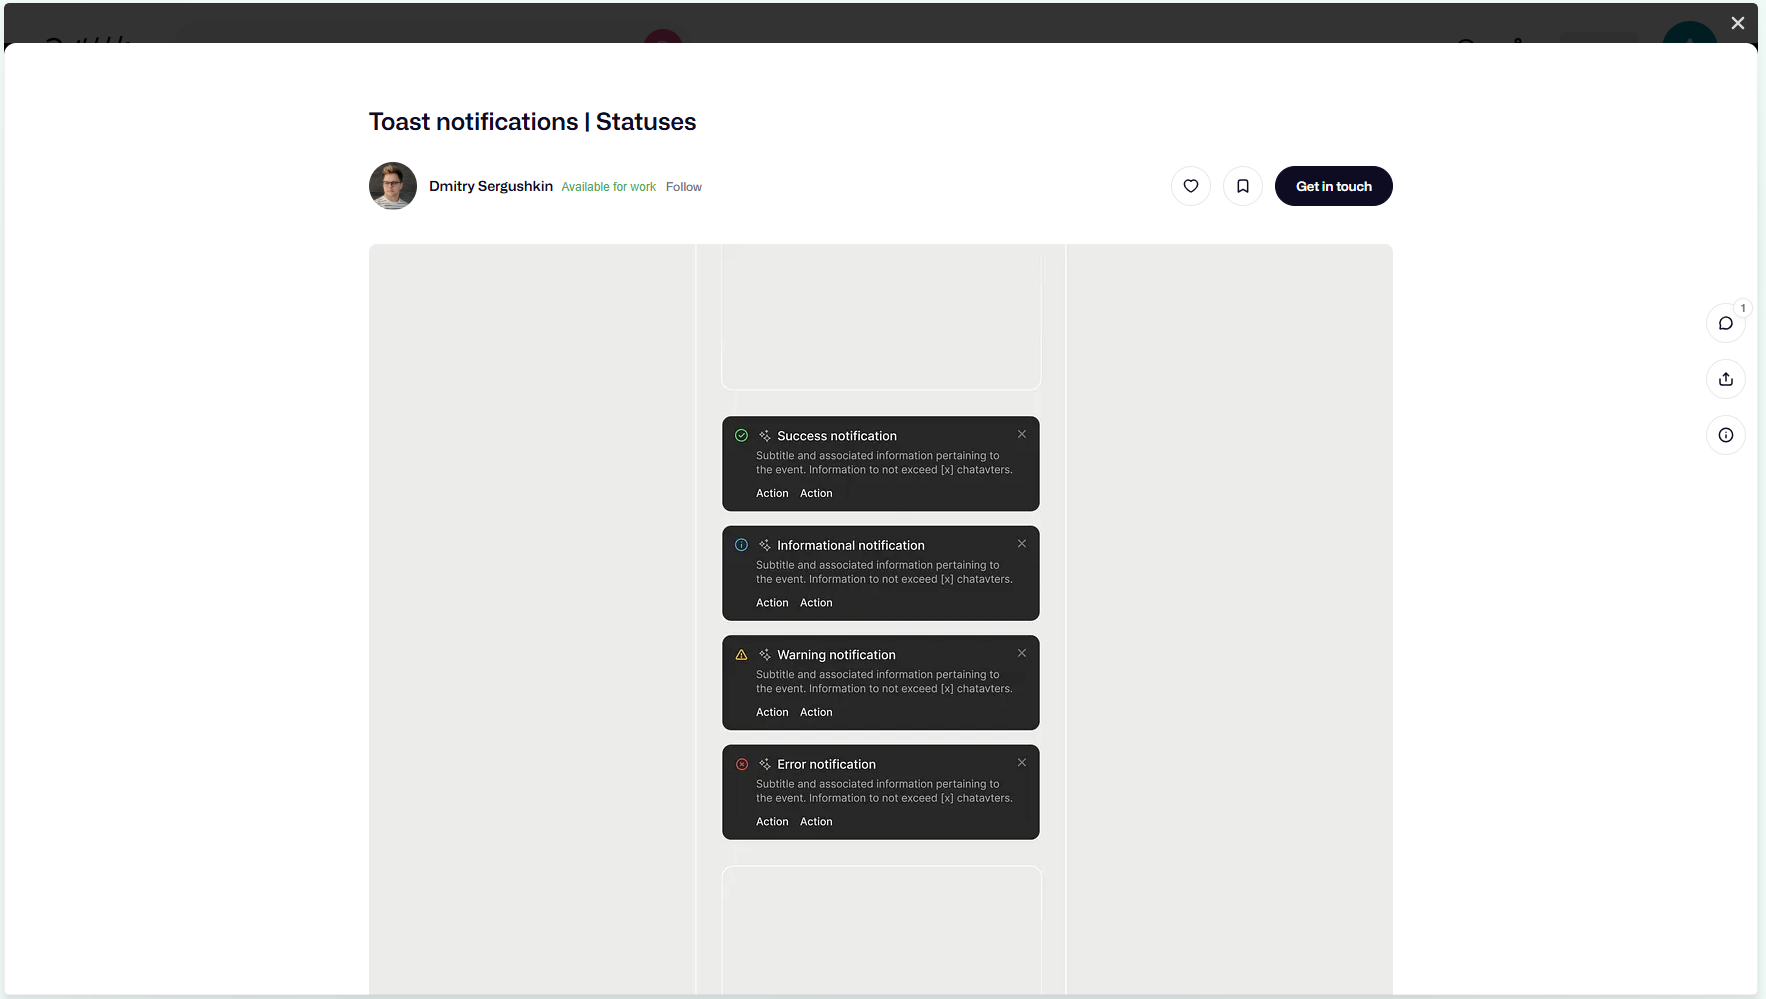 Toast notifications | Statuses
Dmitry Sergushkin Available for work Follow
Get in touch
1
Success notification
Subtitle and associated information pertaining to
the event. Information to not exceed [x] chatavters.
Action Action
Informational notification
Subtitle and associated information pertaining to
the event. Information to not exceed [x] chatavters.
Action Action
Warning notification
Subtitle and associated information pertaining to
the event. Information to not exceed [x] chatavters.
Action Action
Error notification
Subtitle and associated information pertaining to
the event. Information to not exceed [x] chatavters.
Action Action